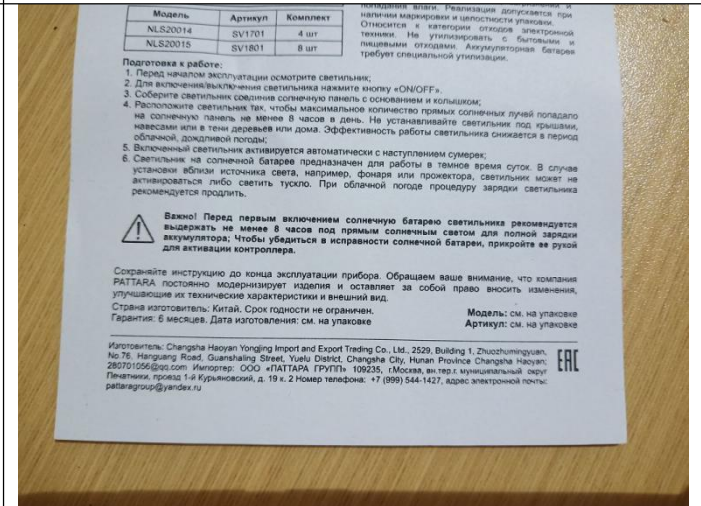 попадания влаги. Реализация допускается при
наличии маркировки и целостности упаковки.
Относится к категории отходов электронной
техники. Не утилизировать с бытовыми и
пищевыми отходами. Аккумуляторная батарея
требует специальной утилизации.
Модель Артикул Комплект
NLS20014 SV1701 4 шт
NLS20015 SV1801 8 шт
Подготовка к работе:
1. Перед началом эксплуатации осмотрите светильник;
2. Для включения/выключения светильника нажмите кнопку «ON/OFF».
3. Соберите светильник соединив солнечную панель с основанием и колышком;
4. Расположите светильник так, чтобы максимальное количество прямых солнечных лучей попадало
на солнечную панель не менее 8 часов в день. Не устанавливайте светильник под крышами,
навесами или в тени деревьев или дома. Эффективность работы светильника снижается в период
облачной, дождливой погоды;
5. Включенный светильник активируется автоматически с наступлением сумерек;
6. Светильник на солнечной батарее предназначен для работы в темное время суток. В случае
установки вблизи источника света, например, фонаря или прожектора, светильник может не
активироваться либо светить тускло. При облачной погоде процедуру зарядки светильника
рекомендуется продлить.
Важно! Перед первым включением солнечную батарею светильника рекомендуется
выдержать не менее 8 часов под прямым солнечным светом для полной зарядки
аккумулятора; Чтобы убедиться в исправности солнечной батареи, прикройте ее рукой
для активации контроллера.
Сохраняйте инструкцию до конца эксплуатации прибора. Обращаем ваше внимание, что компания
PATTARA постоянно модернизирует изделия и оставляет за собой право вносить изменения,
улучшающие их технические характеристики и внешний вид.
Страна изготовитель: Китай. Срок годности не ограничен.
Гарантия: 6 месяцев. Дата изготовления: см. на упаковке
Модель: см. на упаковке
Артикул: см. на упаковке
Изготовитель: Changsha Haoyan Yongjing Import and Export Trading Co., Ltd., 2529, Building 1, Zhuozhumingyuan,
No.76, Hanguang Road, Guanshaling Street, Yuelu District, Changsha City, Hunan Province Changsha Haoyan;
280701056@qq.com Импортер: ООО «ПАТТАРА ГРУПП» 109235, г.Москва, вн.тер.г. муниципальный округ
Печатники, проезд 1-й Курьяновский, д. 19 к. 2 Номер телефона: +7 (999) 544-1427, адрес электронной почты:
pattaragroup@yandex.ru
EAC